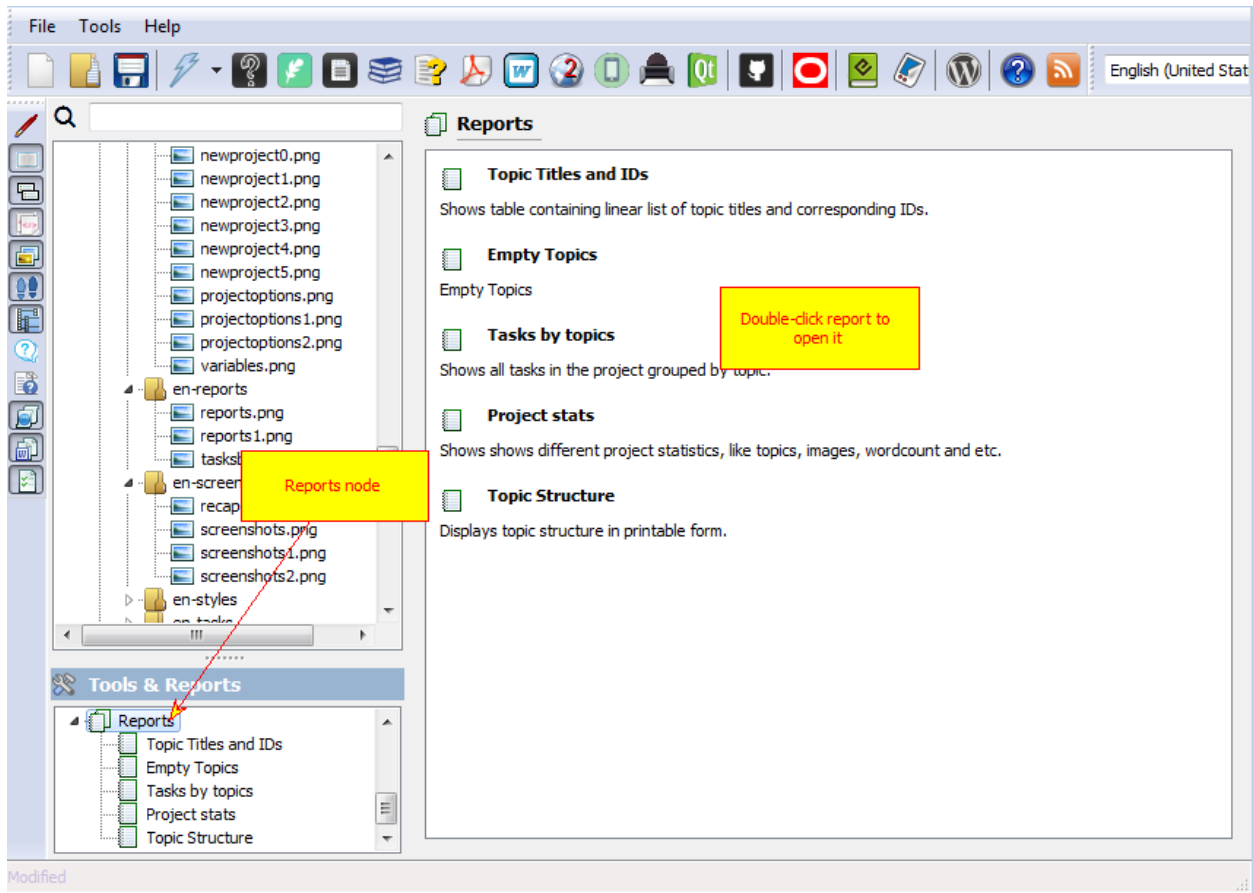 File Tools Help
English (United Stat
newproject0.png
newproject1.png
newproject2.png
newproject3.png
newproject4.png
newproject5.png
projectoptions.png
projectoptions1.png
projectoptions2.png
variables.png
en-reports
reports.png
reports1.png
tasksb
en-screen
recap
screenshots.png
screenshots1.png
screenshots2.png
en-styles
en-tasks
Reports node
Tools & Reports
Reports
Topic Titles and IDs
Empty Topics
Tasks by topics
Project stats
Topic Structure
Reports
Topic Titles and IDs
Shows table containing linear list of topic titles and corresponding IDs.
Empty Topics
Empty Topics
Tasks by topics
Shows all tasks in the project grouped by topic.
Project stats
Shows shows different project statistics, like topics, images, wordcount and etc.
Topic Structure
Displays topic structure in printable form.
Double-click report to
open it
Modified